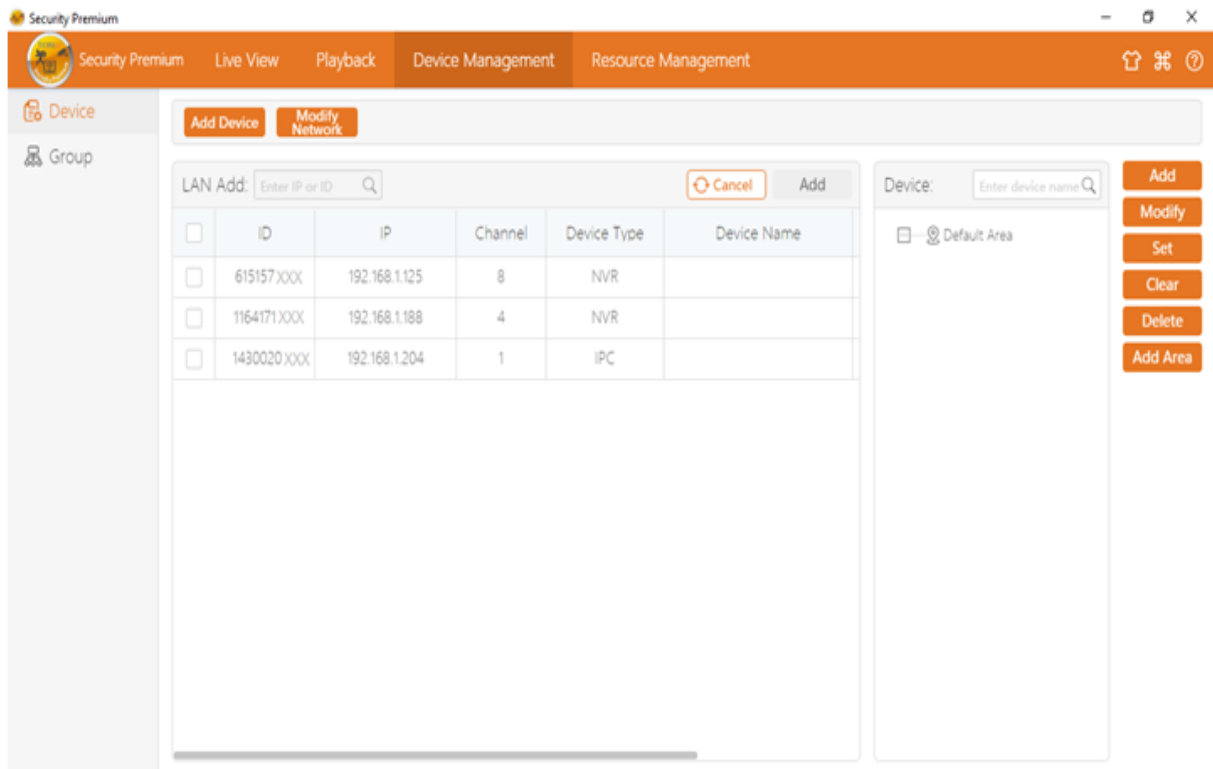 Security Premium
Security Premium Live View Playback Device Management Resource Management
Device
Group
Add Device Modify Network
LAN Add: Enter IP or ID Cancel Add
ID IP Channel Device Type Device Name
615157XXX 192.168.1.125 8 NVR
1164171XXX 192.168.1.188 4 NVR
1430020XXX 192.168.1.204 1 IPC
Device: Enter device name
Default Area
Add
Modify
Set
Clear
Delete
Add Area